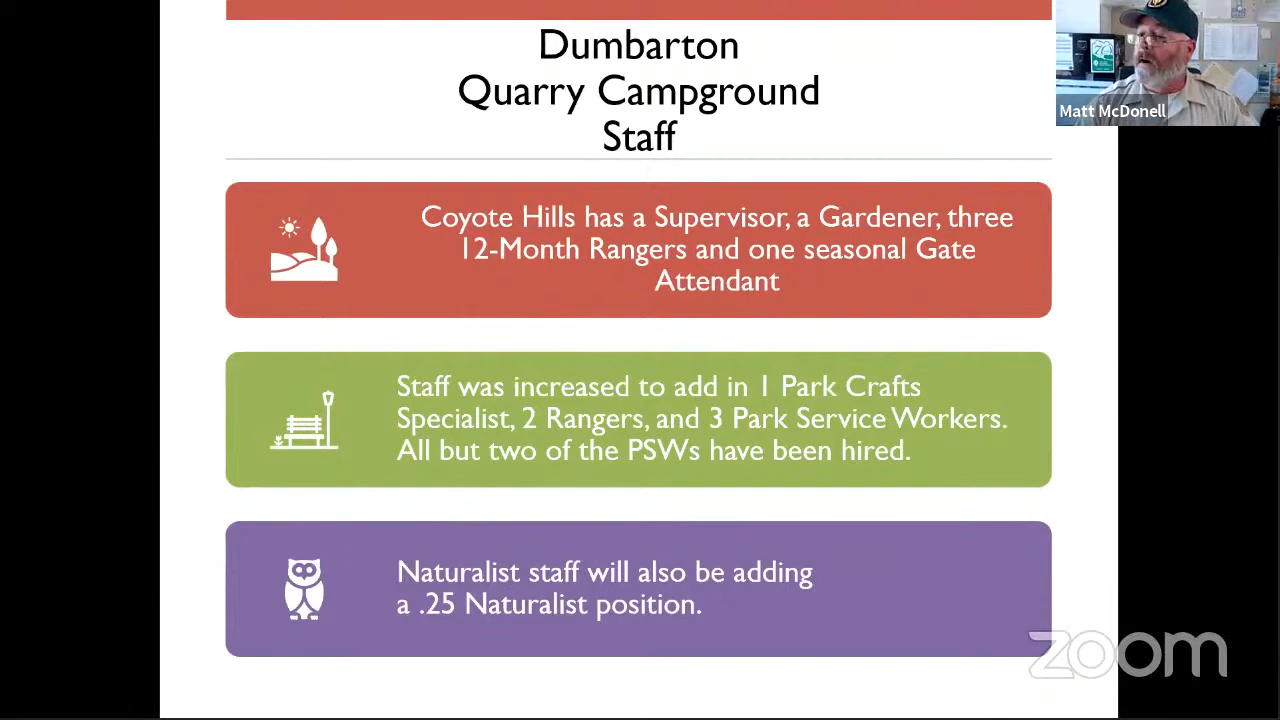 Dumbarton
Quarry Campground
Staff
Matt McDonell
Coyote Hills has a Supervisor, a Gardener, three
12-Month Rangers and one seasonal Gate
Attendant
Staff was increased to add in 1 Park Crafts
Specialist, 2 Rangers, and 3 Park Service Workers.
All but two of the PSWs have been hired.
Naturalist staff will also be adding
a .25 Naturalist position.
zoom